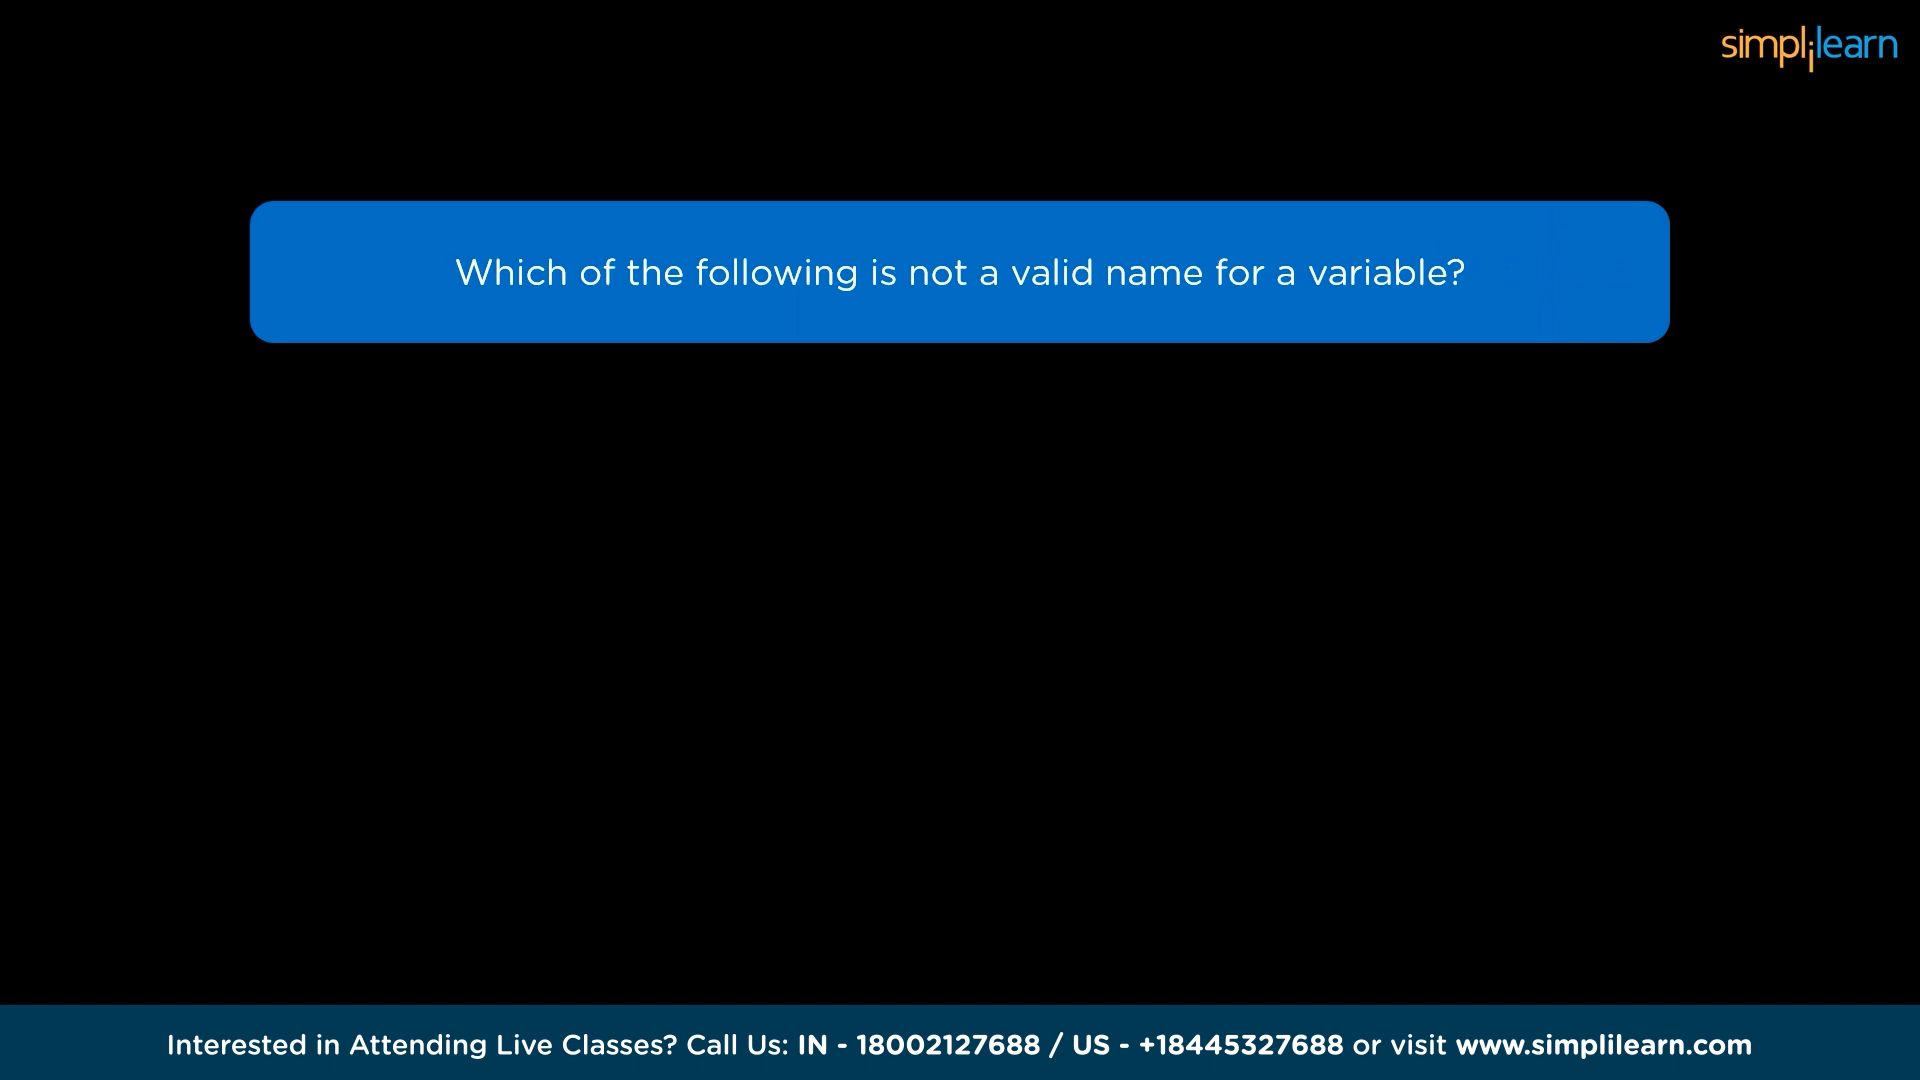 simplilearn
Which of the following is not a valid name for a variable?
Interested in Attending Live Classes? Call Us: IN - 18002127688 / US - +18445327688 or visit www.simplilearn.com